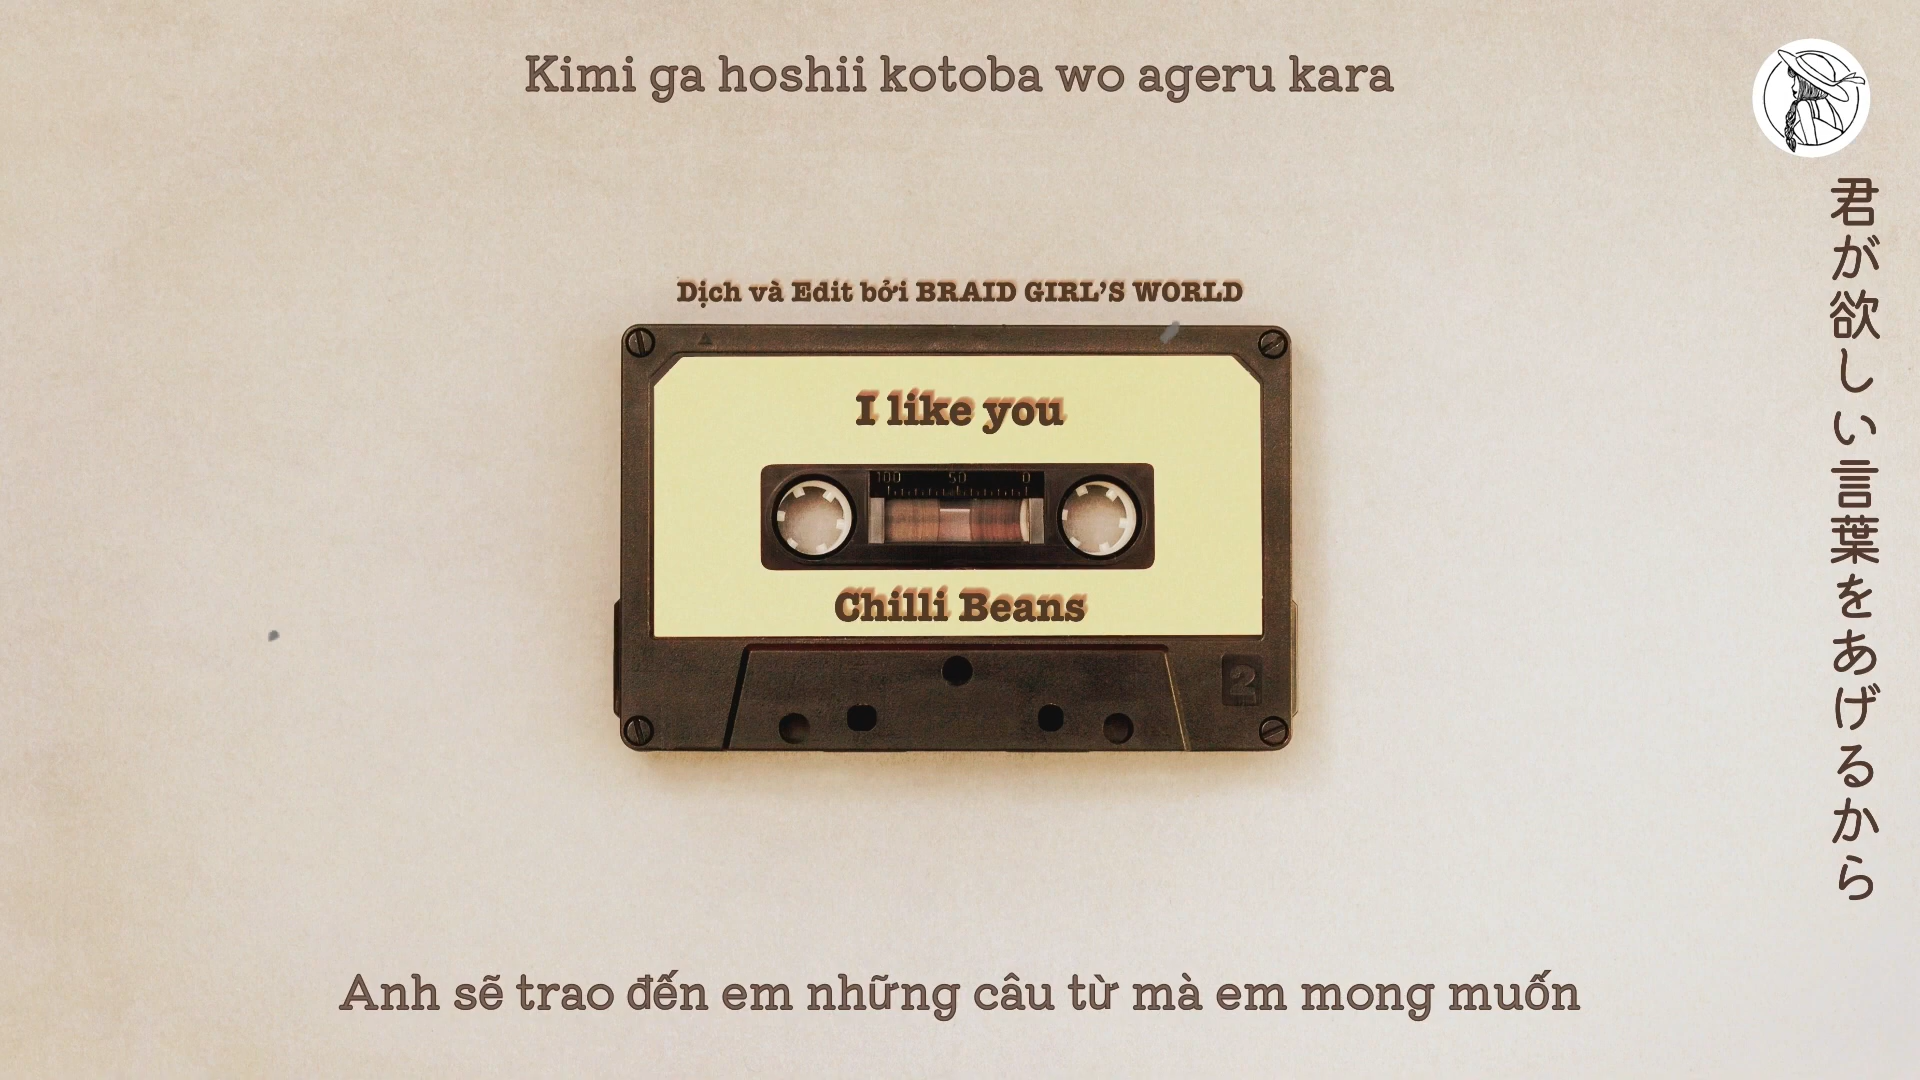 Kimi ga hoshii kotoba wo ageru kara
君が欲しい言葉をあげるから
Dịch và Edit bởi BRAID GIRL'S WORLD
I like you
100 50 0
Chilli Beans
2
Anh sẽ trao đến em những câu từ mà em mong muốn